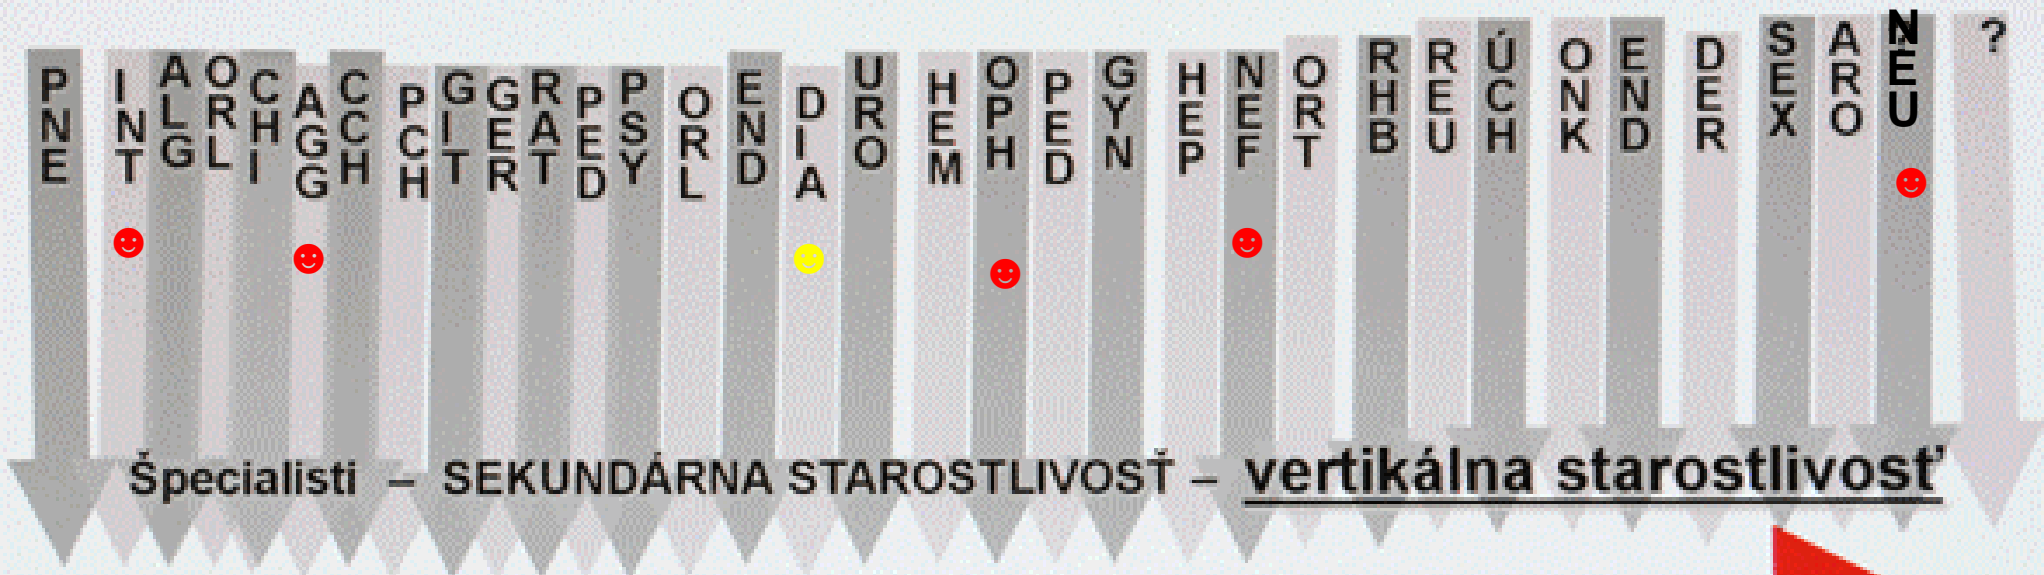 PNE INT ALG ORL CHI AGG CCH PCH GIT GER RAT PED PSY ORL END DIA URO HEM OPH PED GYN HEP NEF ORT RHB REU ÚCH ONK END DER SEX ARO NEU ?
Špecialisti – SEKUNDÁRNA STAROSTLIVOSŤ – vertikálna starostlivosť